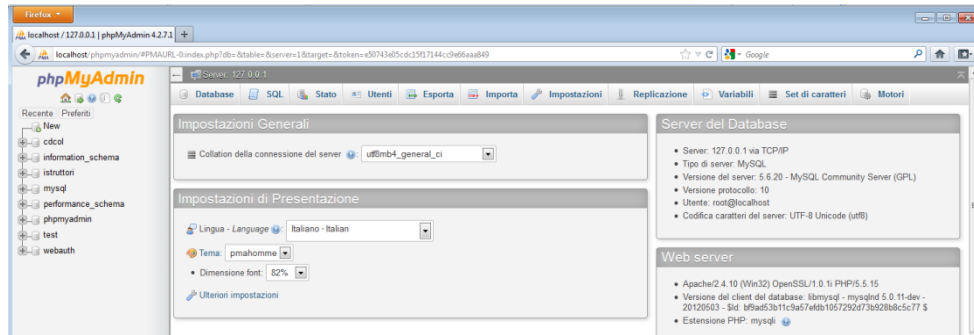 Firefox
localhost / 127.0.0.1 | phpMyAdmin 4.2.7.1
localhost/phpmyadmin/#PMAURL-0:index.php?db=&table=&server=1&target=&token=e50743e05cdc15f17144cc9e66aaa849
Google
phpMyAdmin
Recente Preferiti
New
cdcol
information_schema
istruttori
mysql
performance_schema
phpmyadmin
test
webauth
Server: 127.0.0.1
Database SQL Stato Utenti Esporta Importa Impostazioni Replicazione Variabili Set di caratteri Motori
Impostazioni Generali
Collation della connessione del server : utf8mb4_general_ci
Impostazioni di Presentazione
Lingua - Language : Italiano - Italian
Tema: pmahomme
• Dimensione font: 82%
Ulteriori impostazioni
Server del Database
• Server: 127.0.0.1 via TCP/IP
• Tipo di server: MySQL
• Versione del server: 5.6.20 - MySQL Community Server (GPL)
• Versione protocollo: 10
• Utente: root@localhost
• Codifica caratteri del server: UTF-8 Unicode (utf8)
Web server
• Apache/2.4.10 (Win32) OpenSSL/1.0.1i PHP/5.5.15
• Versione del client del database: libmysql - mysqlnd 5.0.11-dev -
20120503 - $Id: bf9ad53b11c9a57efdb1057292d73b928b8c5c77 $
• Estensione PHP: mysqli